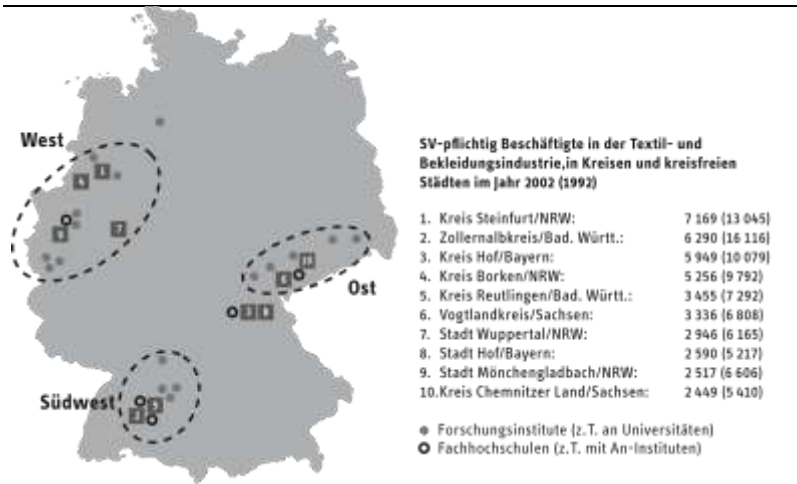 West
Ost
Südwest
SV-pflichtig Beschäftigte in der Textil- und
Bekleidungsindustrie,in Kreisen und kreisfreien
Städten im Jahr 2002 (1992)
1. Kreis Steinfurt/NRW: 7 169 (13 045)
2. Zollernalbkreis/Bad. Württ.: 6 290 (16 116)
3. Kreis Hof/Bayern: 5 949 (10 079)
4. Kreis Borken/NRW: 5 256 (9 792)
5. Kreis Reutlingen/Bad. Württ.: 3 455 (7 292)
6. Vogtlandkreis/Sachsen: 3 336 (6 808)
7. Stadt Wuppertal/NRW: 2 946 (6 165)
8. Stadt Hof/Bayern: 2 590 (5 217)
9. Stadt Mönchengladbach/NRW: 2 517 (6 606)
10.Kreis Chemnitzer Land/Sachsen: 2 449 (5 410)
Forschungsinstitute (z.T. an Universitäten)
Fachhochschulen (z.T. mit An-Instituten)